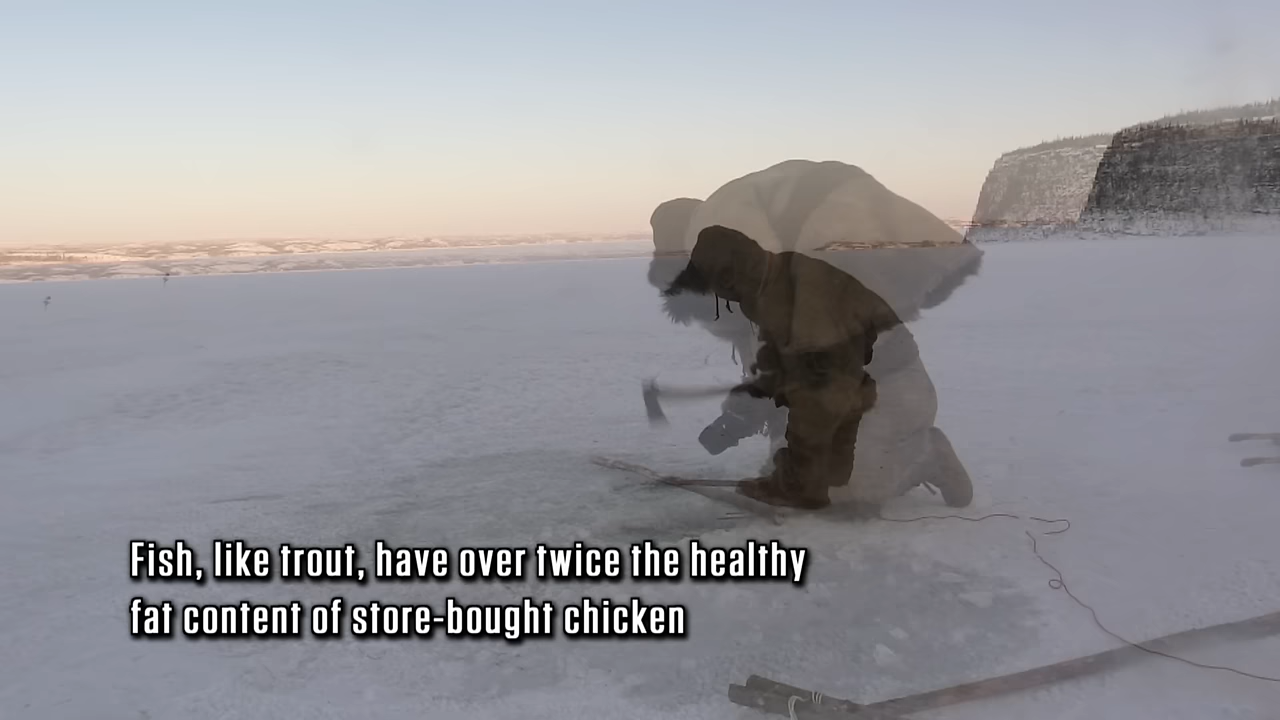 Fish, like trout, have over twice the healthy
fat content of store-bought chicken